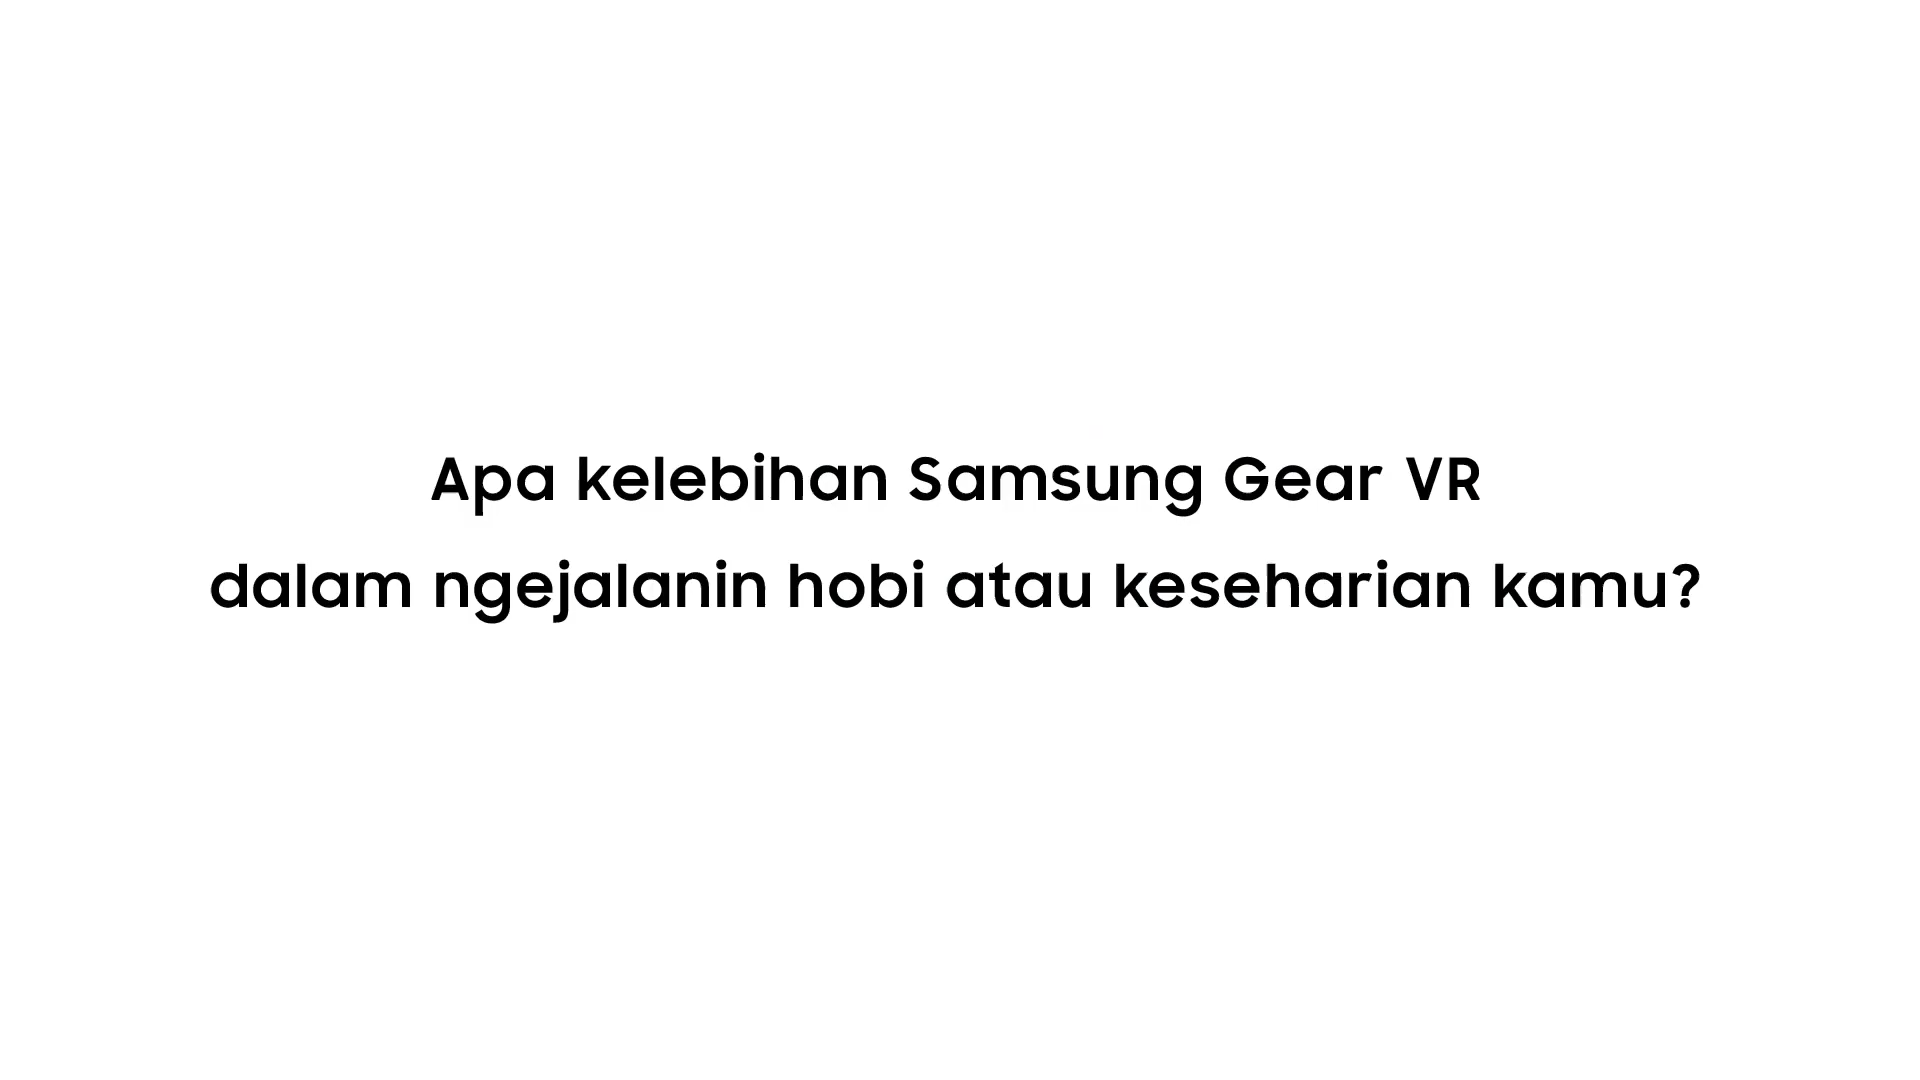 Apa kelebihan Samsung Gear VR
dalam ngejalanin hobi atau keseharian kamu?